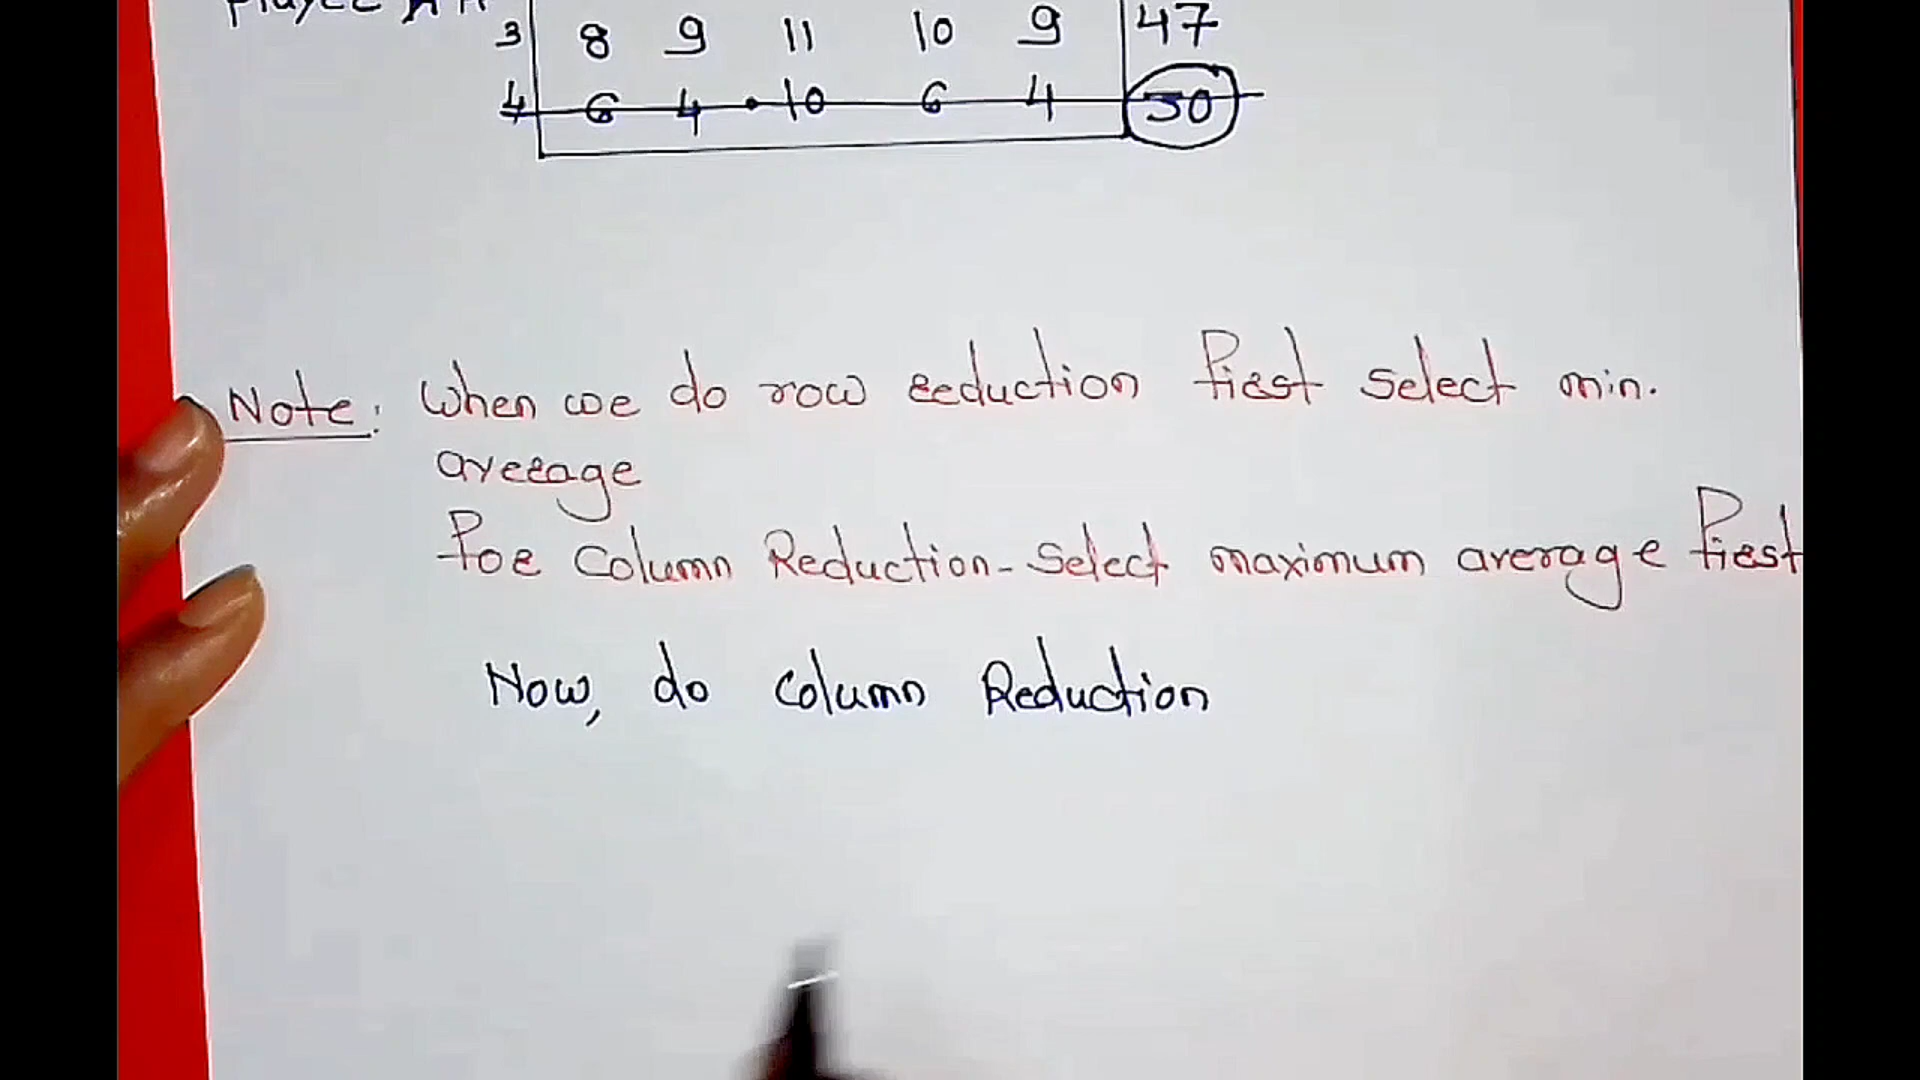 3 8 9 11 10 9 47
4 6 4 10 6 4 30
Note: When we do row reduction first select min.
average
For Column Reduction - Select maximum average first
Now, do Column Reduction